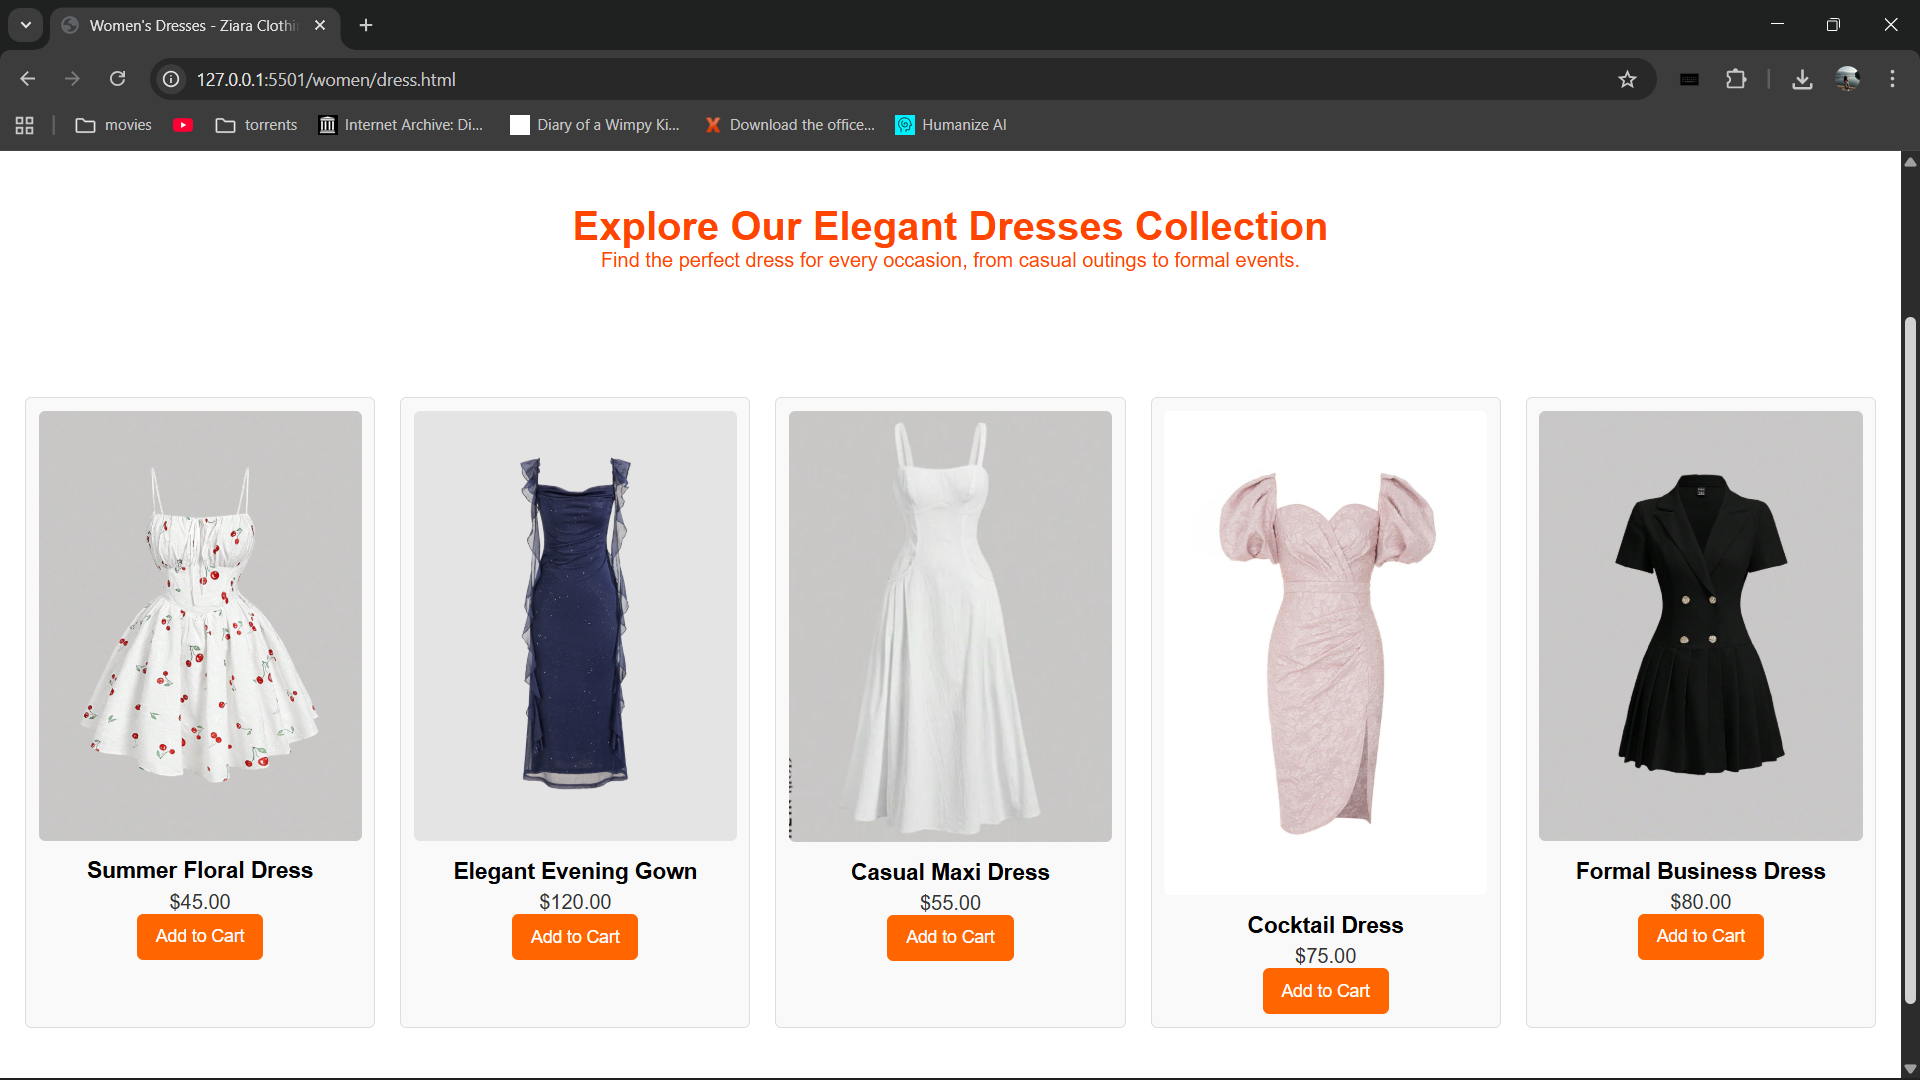 Women's Dresses - Ziara Clothi
127.0.0.1:5501/women/dress.html
movies
torrents
Internet Archive: Di...
Diary of a Wimpy Ki...
Download the office...
Humanize AI
Explore Our Elegant Dresses Collection
Find the perfect dress for every occasion, from casual outings to formal events.
Summer Floral Dress
$45.00
Add to Cart
Elegant Evening Gown
$120.00
Add to Cart
Casual Maxi Dress
$55.00
Add to Cart
Cocktail Dress
$75.00
Add to Cart
Formal Business Dress
$80.00
Add to Cart